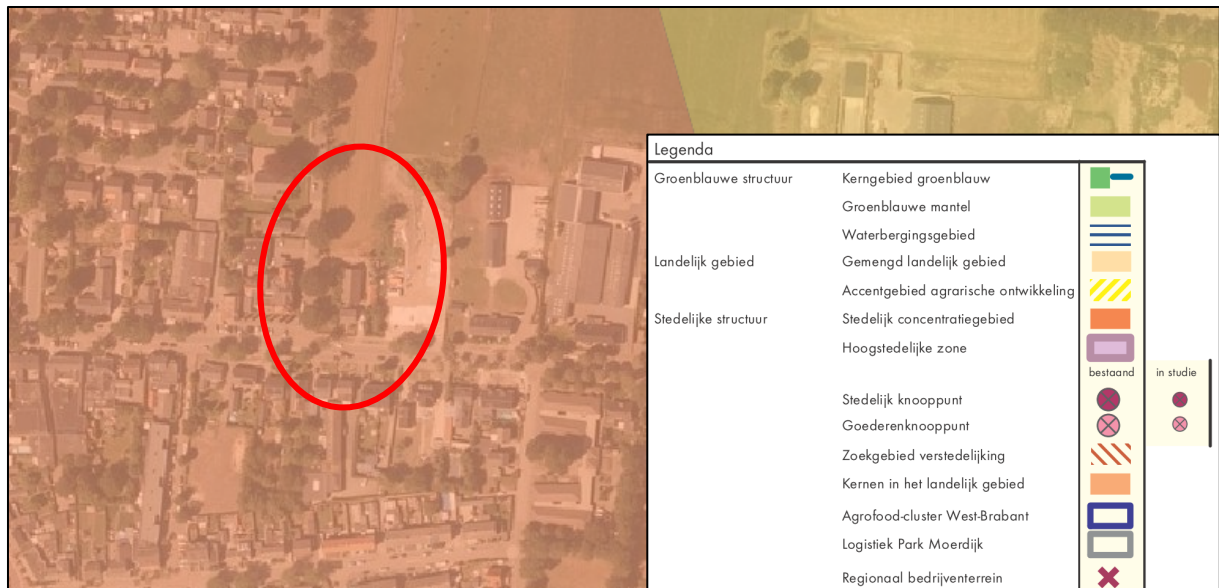 Legenda
Groenblauwe structuur Kerngebied groenblauw
Groenblauwe mantel
Waterbergingsgebied
Landelijk gebied Gemengd landelijk gebied
Accentgebied agrarische ontwikkeling
Stedelijke structuur Stedelijk concentratiegebied
Hoogstedelijke zone
bestaand in studie
Stedelijk knooppunt
Goederenknooppunt
Zoekgebied verstedelijking
Kernen in het landelijk gebied
Agrofood-cluster West-Brabant
Logistiek Park Moerdijk
Regionaal bedrijventerrein